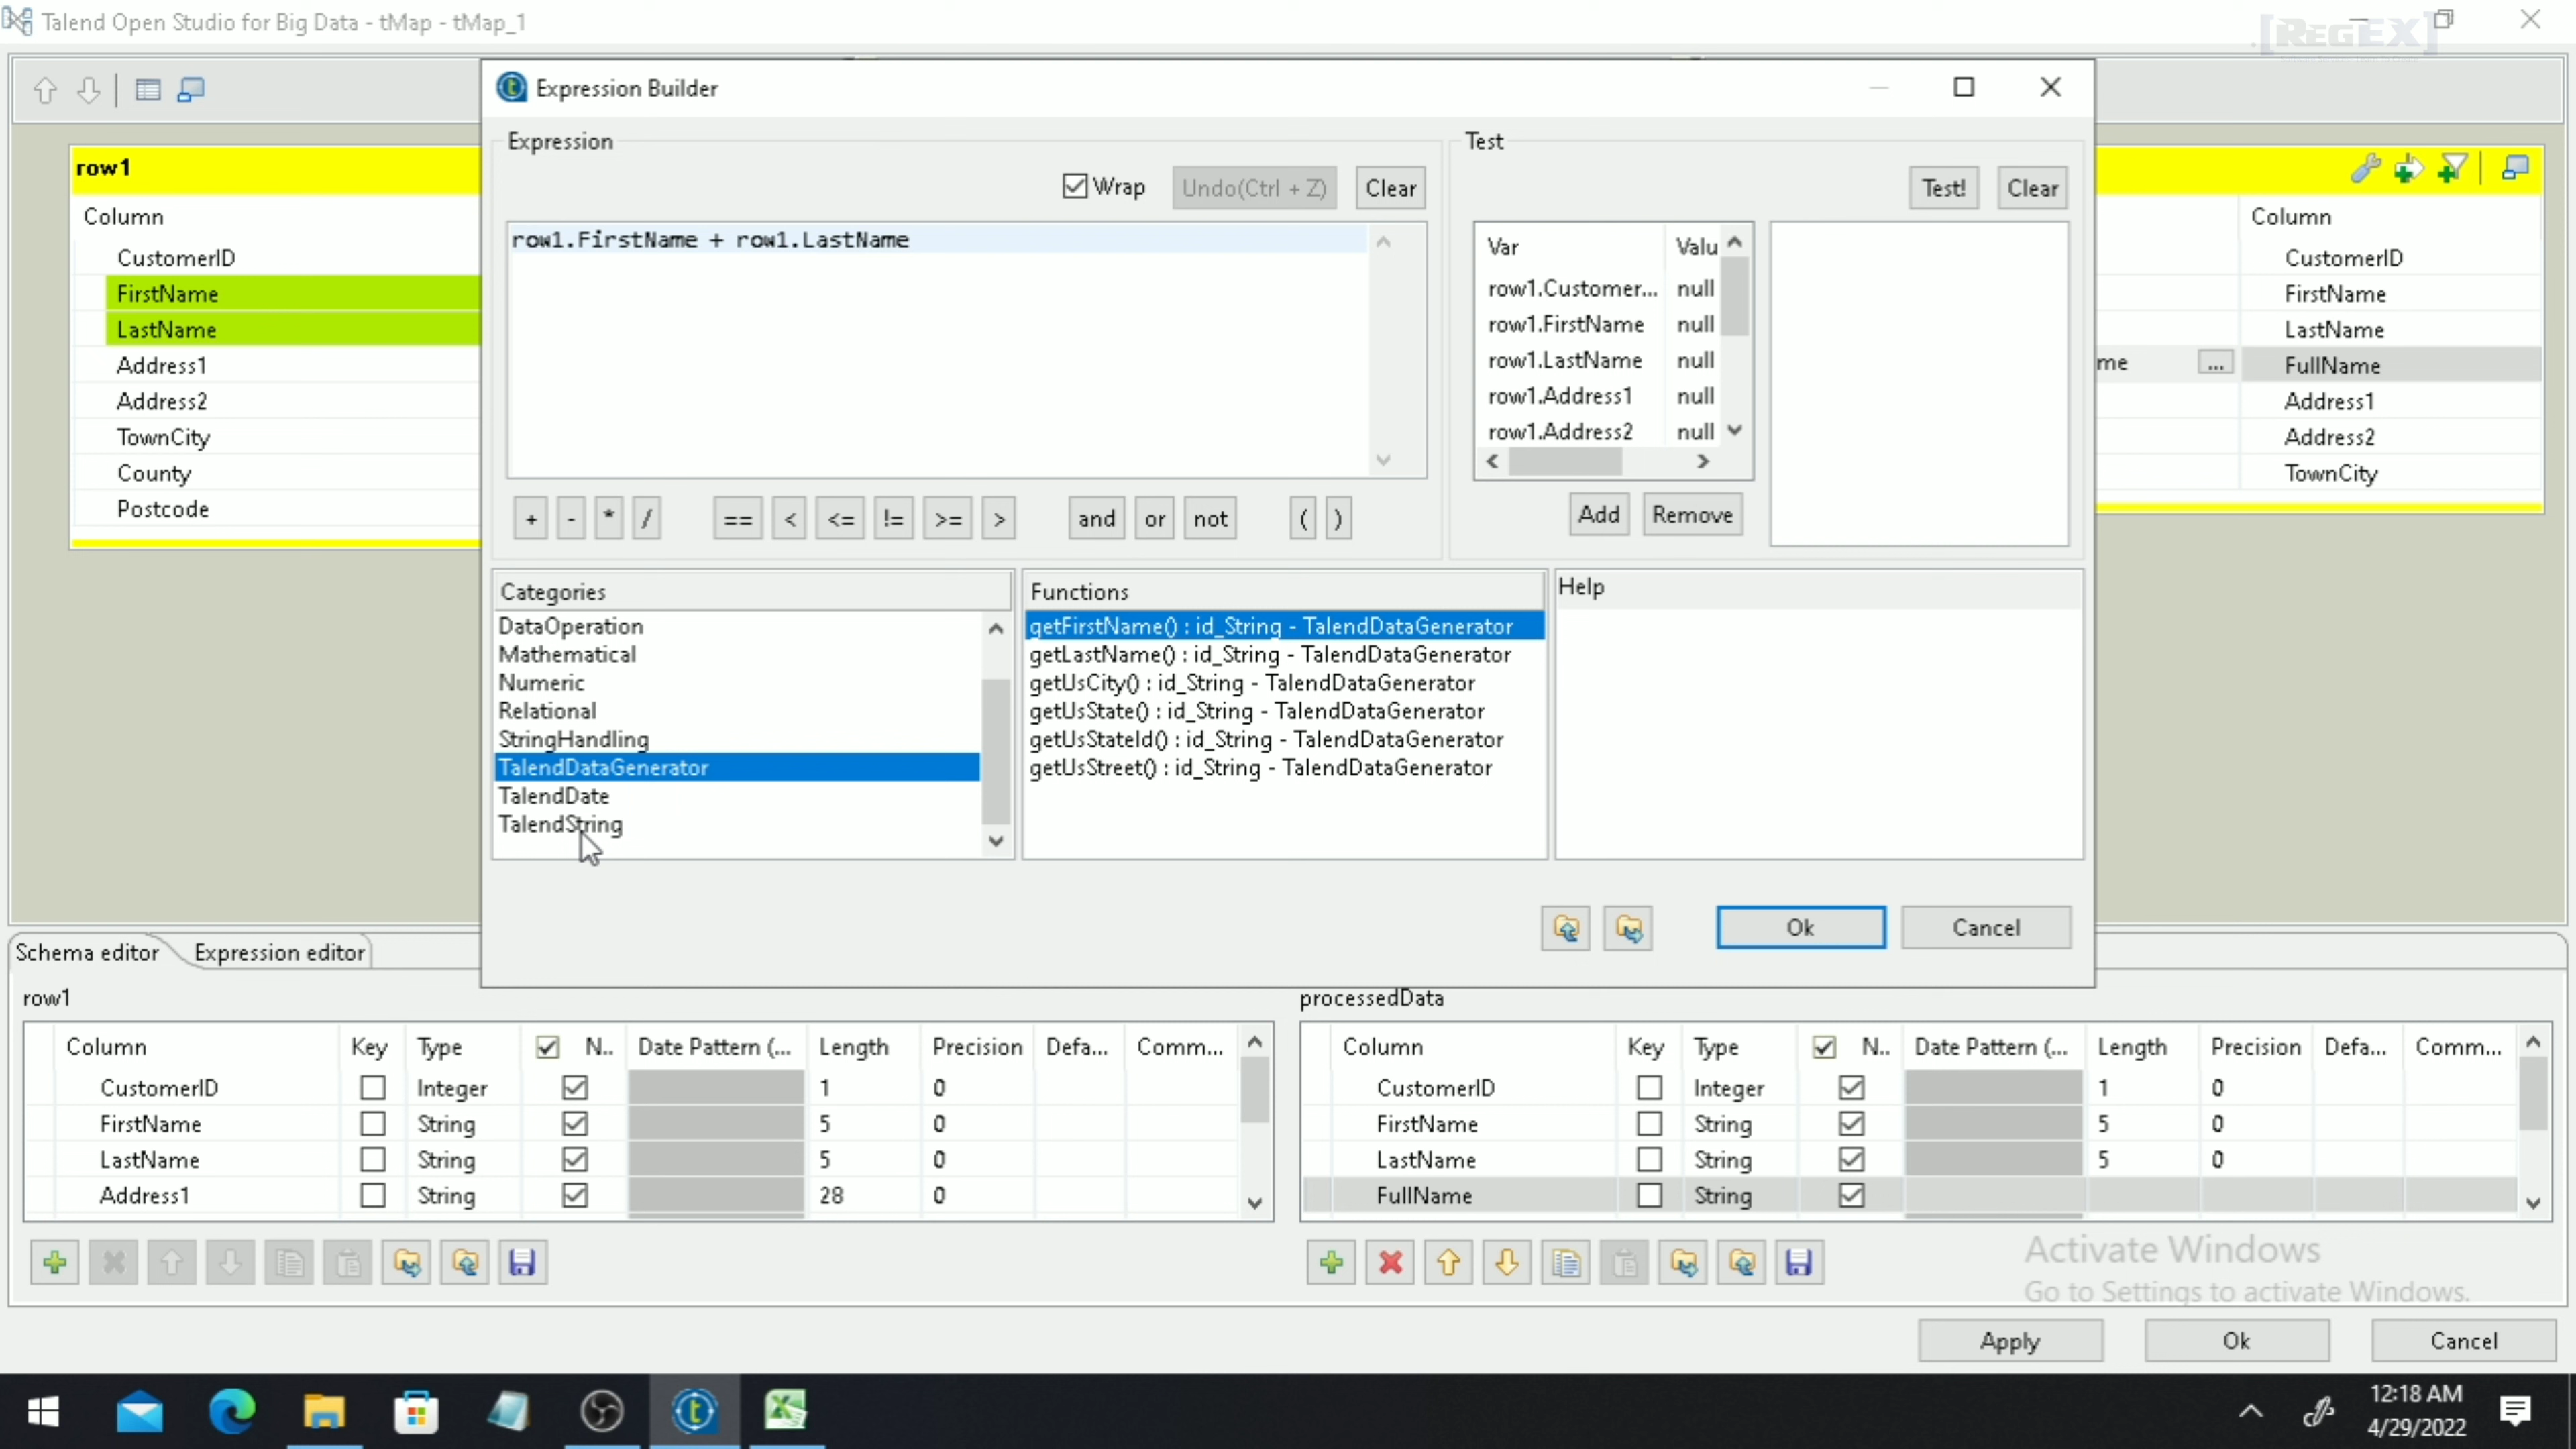 Talend Open Studio for Big Data - tMap - tMap_1
[RegEX]
Expression Builder
Expression
Test
Wrap
Undo(Ctrl + Z)
Clear
Test!
Clear
row1
Column
CustomerID
FirstName
LastName
Address1
Address2
TownCity
County
Postcode
row1.FirstName + row1.LastName
Var Valu
row1.Customer... null
row1.FirstName null
row1.LastName null
row1.Address1 null
row1.Address2 null
Add Remove
+ - * / == < <= != >= > and or not ( )
me ...
Column
CustomerID
FirstName
LastName
FullName
Address1
Address2
TownCity
Categories
DataOperation
Mathematical
Numeric
Relational
StringHandling
TalendDataGenerator
TalendDate
TalendString
Functions
getFirstName() : id_String - TalendDataGenerator
getLastName() : id_String - TalendDataGenerator
getUsCity() : id_String - TalendDataGenerator
getUsState() : id_String - TalendDataGenerator
getUsStateId() : id_String - TalendDataGenerator
getUsStreet() : id_String - TalendDataGenerator
Help
Ok Cancel
Schema editor Expression editor
row1
Column Key Type N.. Date Pattern (... Length Precision Defa... Comm...
CustomerID Integer 1 0
FirstName String 5 0
LastName String 5 0
Address1 String 28 0
processedData
Column Key Type N.. Date Pattern (... Length Precision Defa... Comm...
CustomerID Integer 1 0
FirstName String 5 0
LastName String 5 0
FullName String
Activate Windows
Go to Settings to activate Windows.
Apply Ok Cancel
12:18 AM
4/29/2022